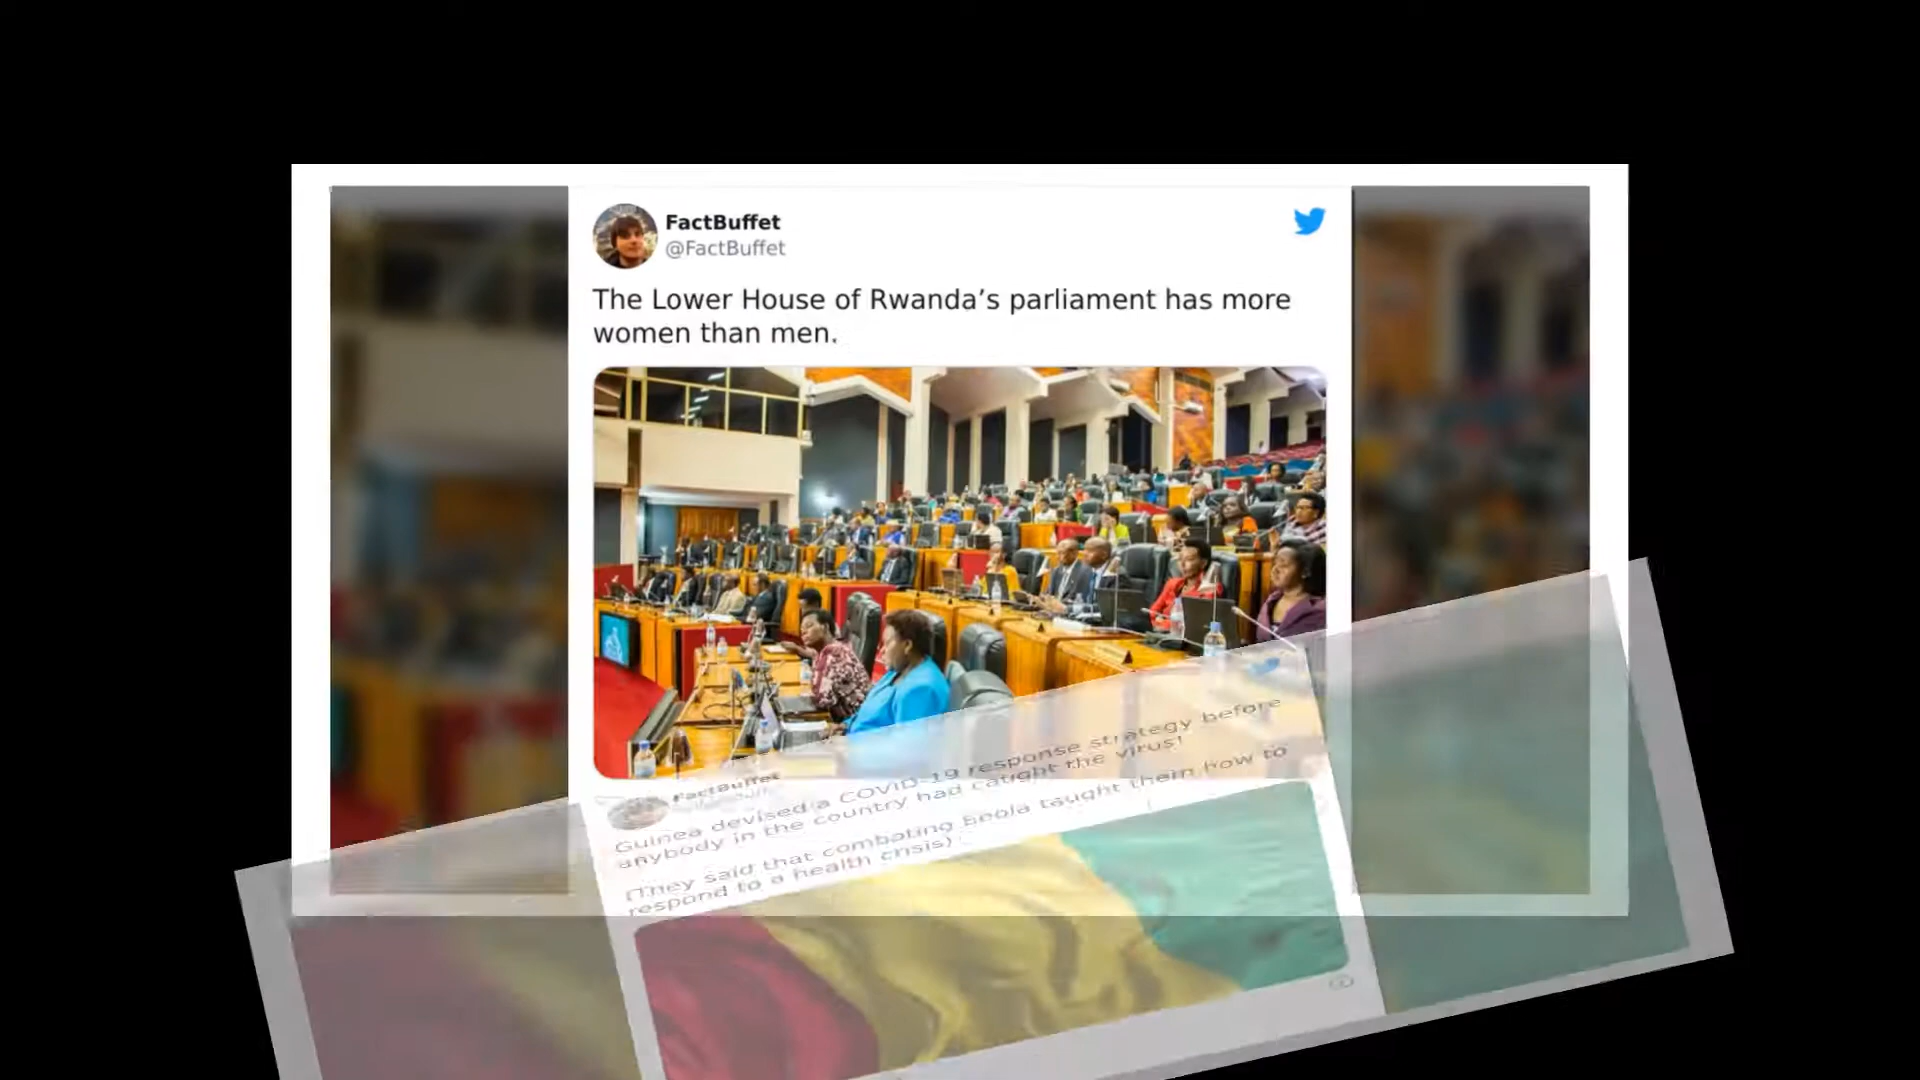 FactBuffet
@FactBuffet
The Lower House of Rwanda’s parliament has more
women than men.
FactBuffet
Guinea devised a COVID-19 response strategy before
anybody in the country had caught the virus!
(They said that combating Ebola taught them how to
respond to a health crisis)